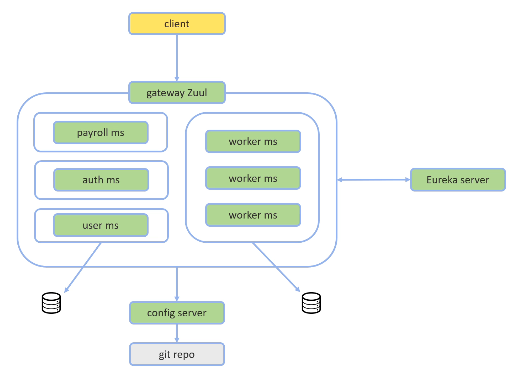 client
gateway Zuul
payroll ms
auth ms
user ms
worker ms
worker ms
worker ms
Eureka server
config server
git repo